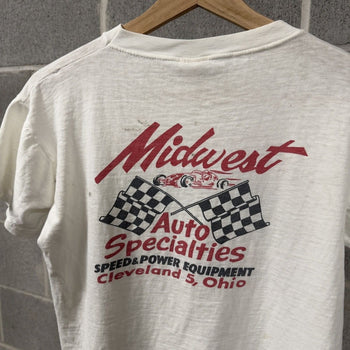 Midwest
Auto
Specialties
SPEED & POWER EQUIPMENT
Cleveland 5, Ohio